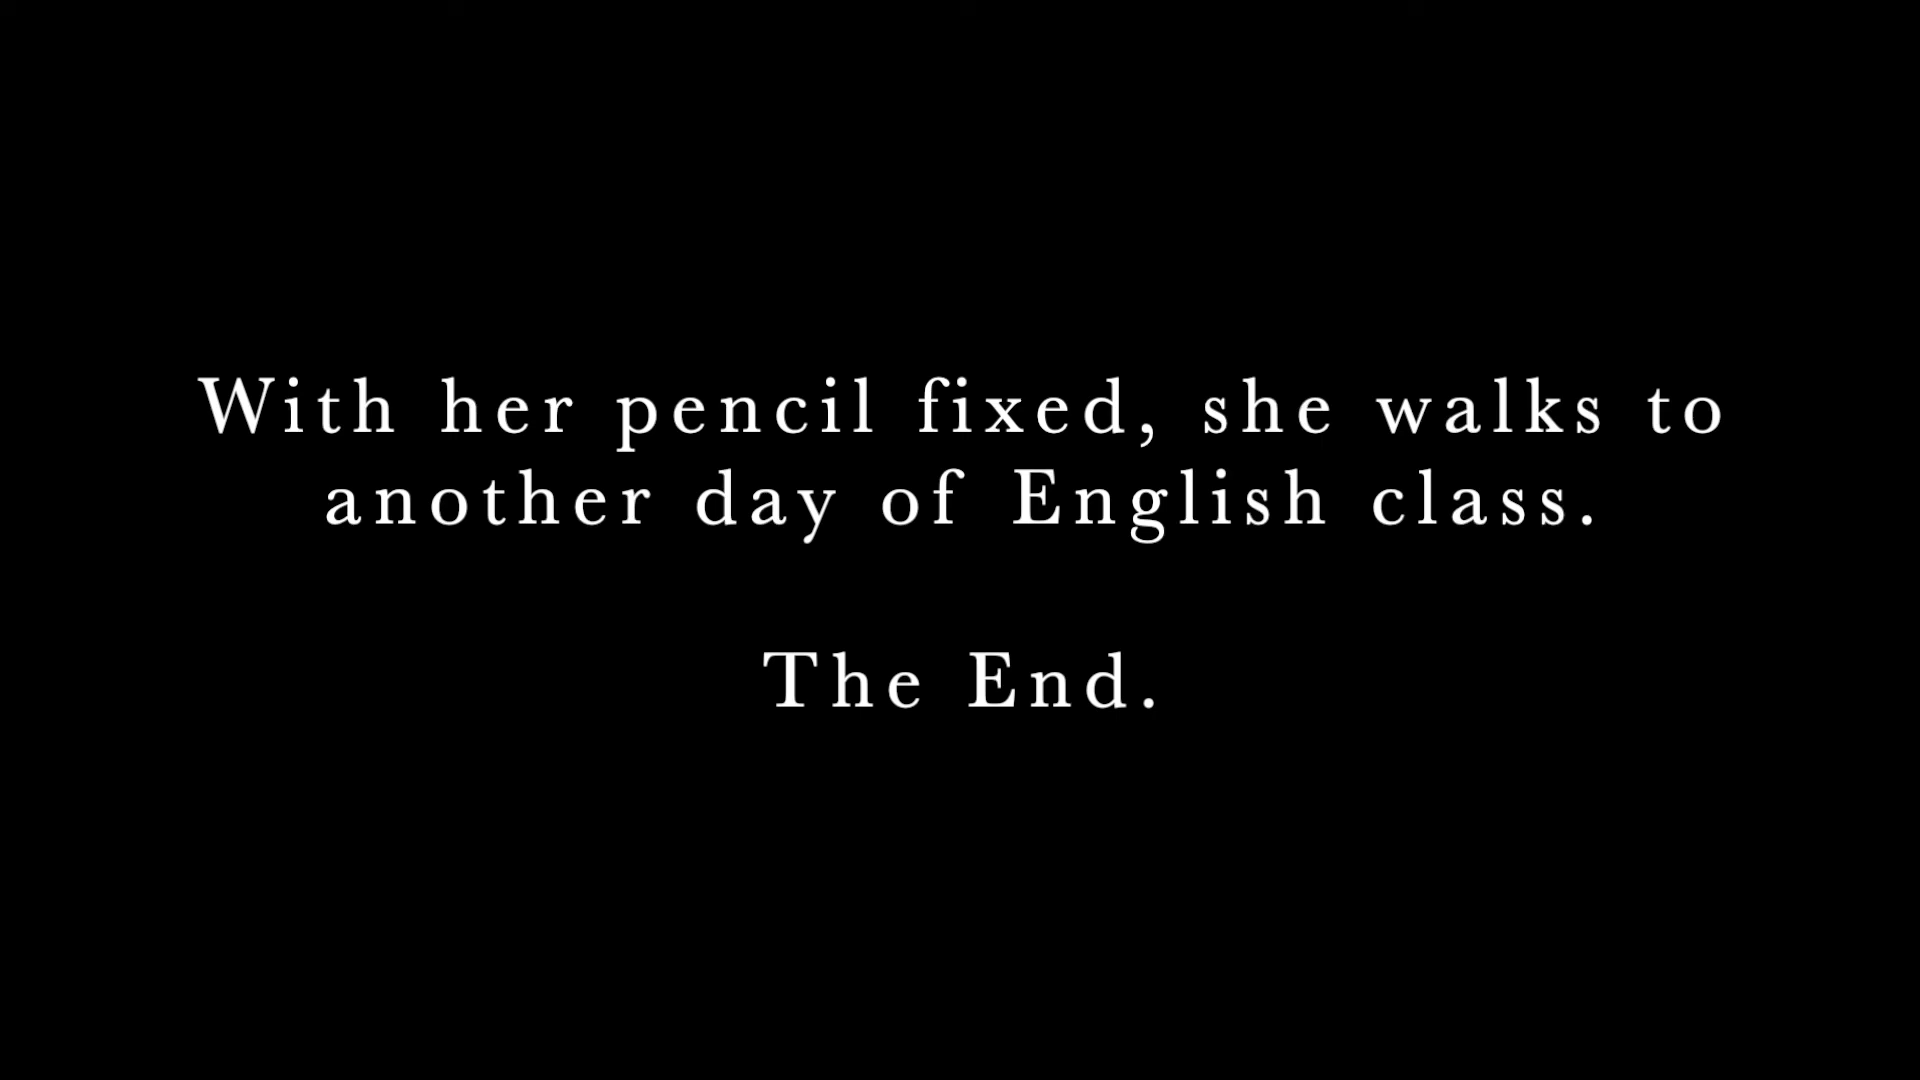 With her pencil fixed, she walks to
another day of English class.
The End.